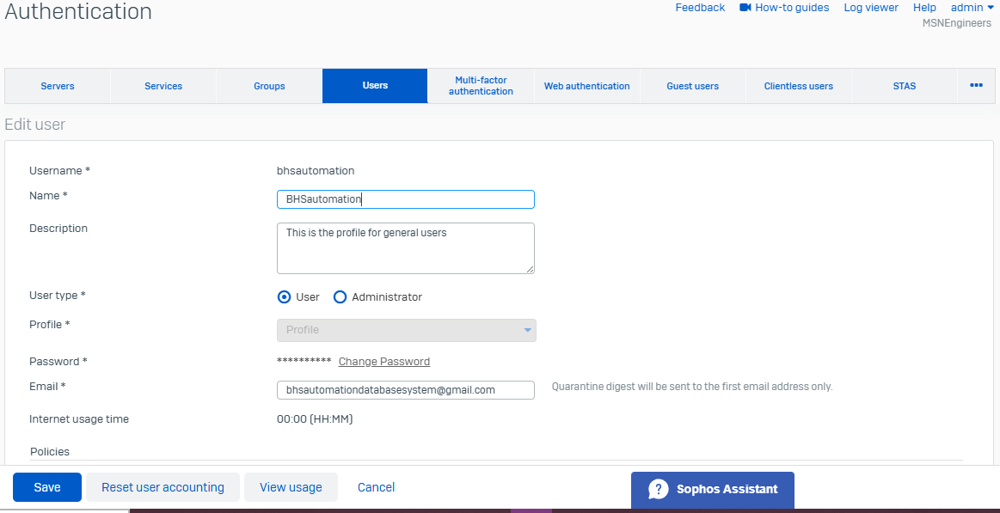 Authentication
Feedback How-to guides Log viewer Help admin
MSNEngineers
Servers Services Groups Users Multi-factor authentication Web authentication Guest users Clientless users STAS
Edit user
Username * bhsautomation
Name * BHSautomation
Description This is the profile for general users
User type * User Administrator
Profile * Profile
Password * ********** Change Password
Email * bhsautomationdatabasesystem@gmail.com Quarantine digest will be sent to the first email address only.
Internet usage time 00:00 (HH:MM)
Policies
Save Reset user accounting View usage Cancel ? Sophos Assistant